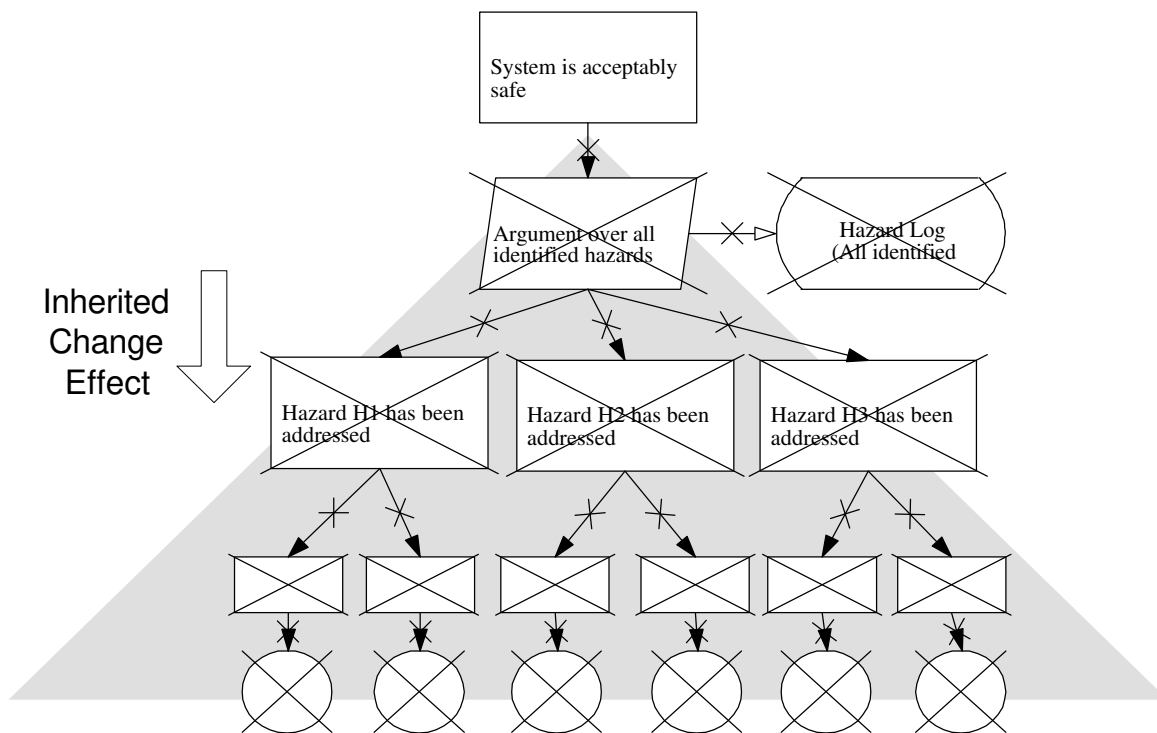 System is acceptably
safe
Argument over all
identified hazards
Hazard Log
(All identified
Inherited
Change
Effect
Hazard H1 has been
addressed
Hazard H2 has been
addressed
Hazard H3 has been
addressed